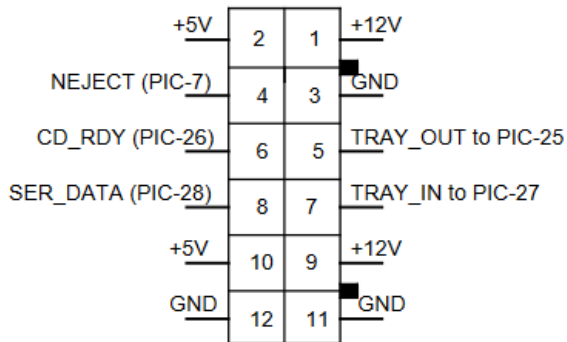 +5V 2 1 +12V
NEJECT (PIC-7) 4 3 GND
CD_RDY (PIC-26) 6 5 TRAY_OUT to PIC-25
SER_DATA (PIC-28) 8 7 TRAY_IN to PIC-27
+5V 10 9 +12V
GND 12 11 GND